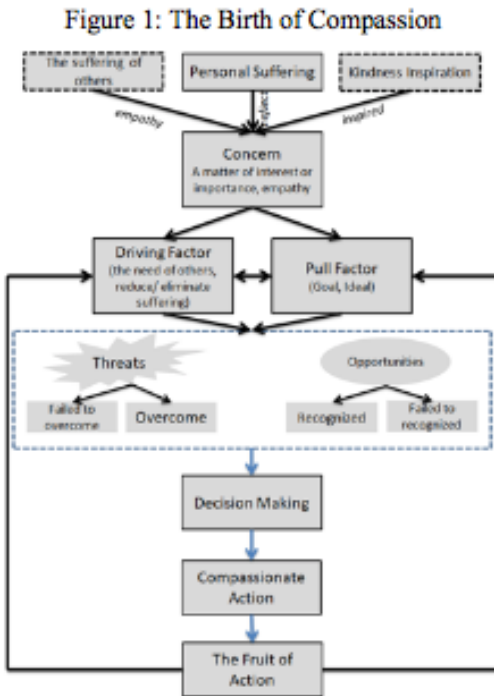 Figure 1: The Birth of Compassion
The suffering of
others
Personal Suffering
Kindness Inspiration
empathy
reflect
inspired
Concern
A matter of interest or
importance, empathy
Driving Factor
(the need of others,
reduce/ eliminate
suffering)
Pull Factor
(Goal, Ideal)
Threats
Opportunities
Failed to
overcome
Overcome
Recognized
Failed to
recognized
Decision Making
Compassionate
Action
The Fruit of
Action